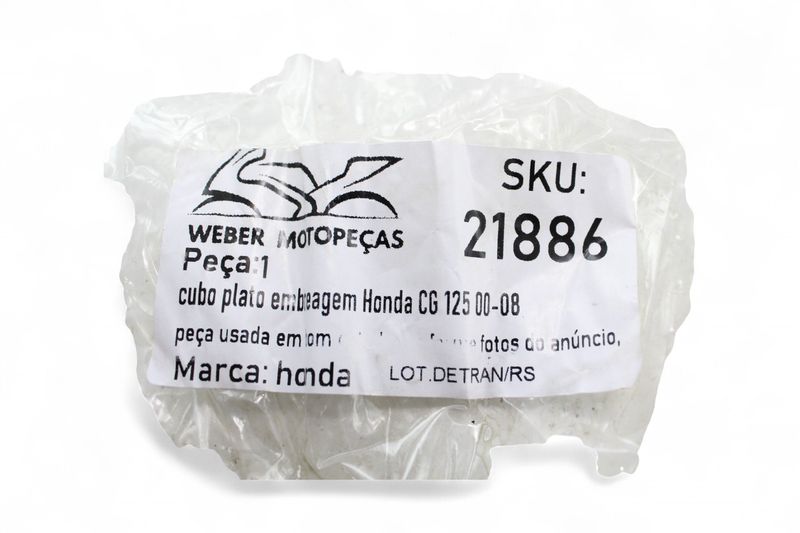 WEBER MOTOPEÇAS
SKU:
21886
Peça:1
cubo plato embreagem Honda CG 125 00-08
peça usada em fotos do anúncio,
Marca: honda
LOT.DETRAN/RS